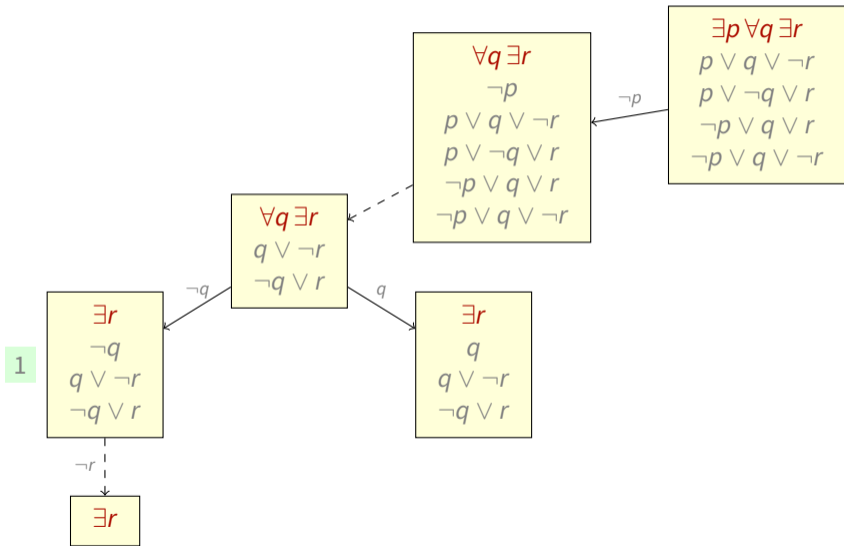 ∃p ∀q ∃r
p ∨ q ∨ ¬r
p ∨ ¬q ∨ r
¬p ∨ q ∨ r
¬p ∨ q ∨ ¬r
¬p
∀q ∃r
¬p
p ∨ q ∨ ¬r
p ∨ ¬q ∨ r
¬p ∨ q ∨ r
¬p ∨ q ∨ ¬r
∀q ∃r
q ∨ ¬r
¬q ∨ r
¬q
q
1
∃r
¬q
q ∨ ¬r
¬q ∨ r
∃r
q
q ∨ ¬r
¬q ∨ r
¬r
∃r